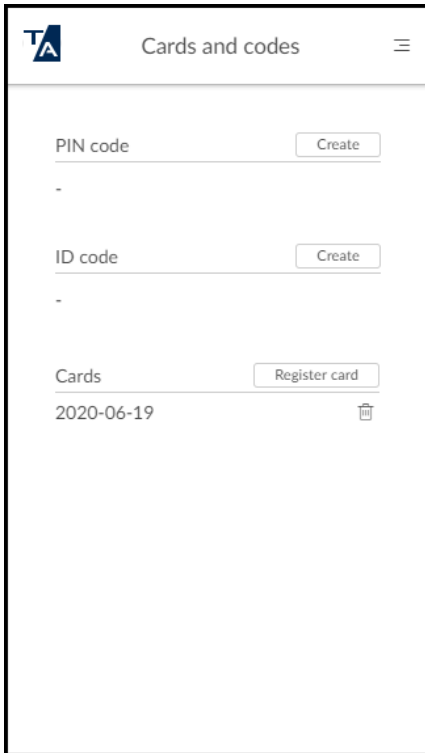 TA
Cards and codes
PIN code Create
-
ID code Create
-
Cards Register card
2020-06-19